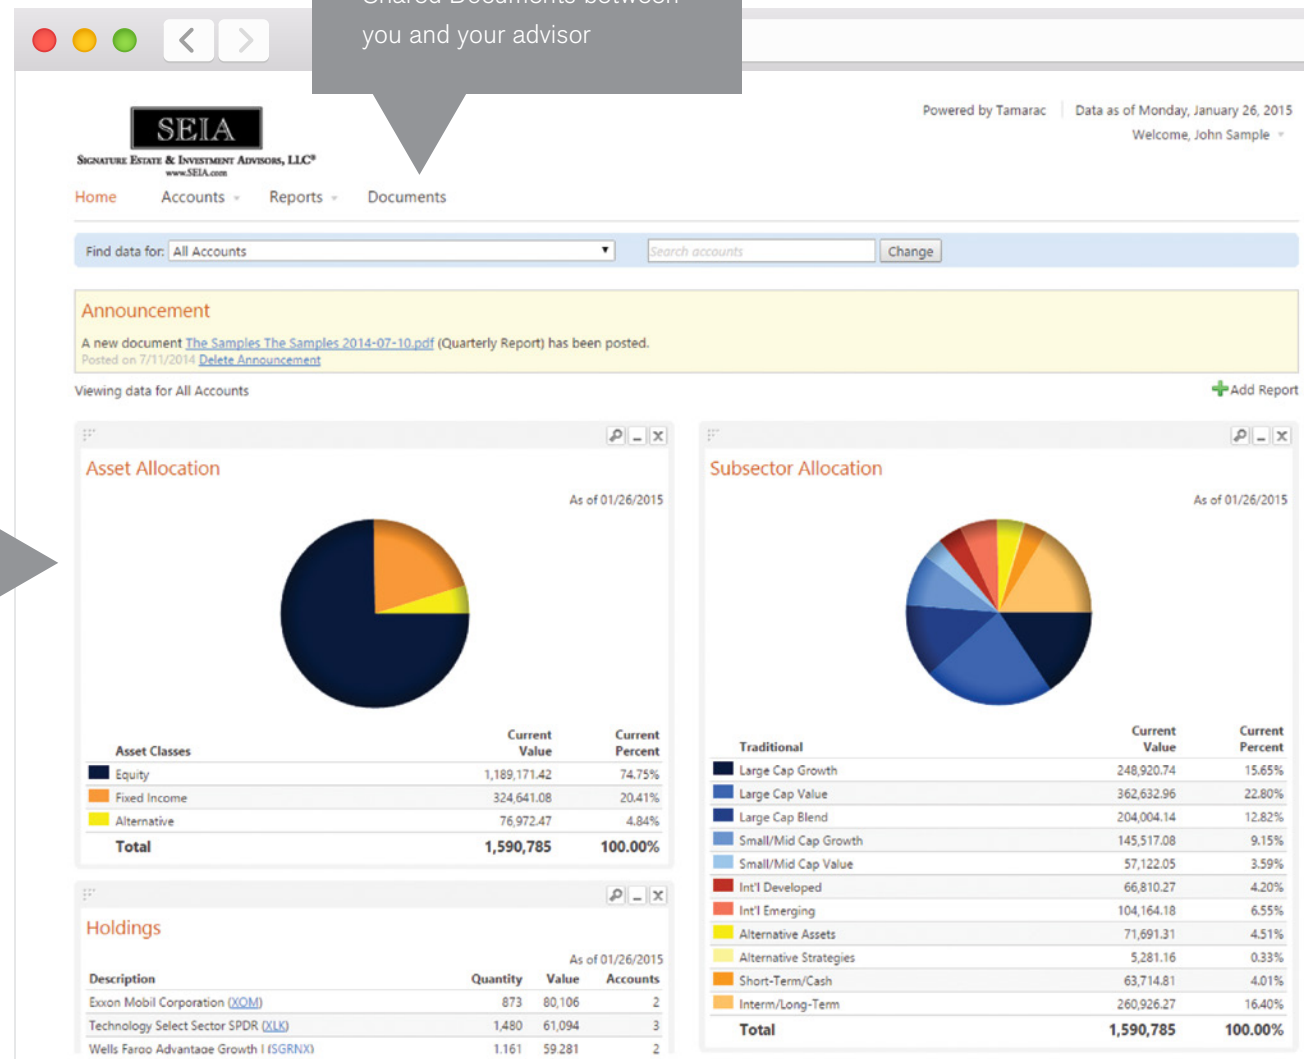 Shared Documents between
you and your advisor
SEIA
SIGNATURE ESTATE & INVESTMENT ADVISORS, LLC®
www.SEIA.com
Powered by Tamarac
Data as of Monday, January 26, 2015
Welcome, John Sample
Home Accounts Reports Documents
Find data for: All Accounts Search accounts Change
Announcement
A new document The Samples The Samples 2014-07-10.pdf (Quarterly Report) has been posted.
Posted on 7/11/2014 Delete Announcement
Viewing data for All Accounts
Add Report
Asset Allocation
As of 01/26/2015
Current Current
Asset Classes Value Percent
Equity 1,189,171.42 74.75%
Fixed Income 324,641.08 20.41%
Alternative 76,972.47 4.84%
Total 1,590,785 100.00%
Holdings
As of 01/26/2015
Description Quantity Value Accounts
Exxon Mobil Corporation (XOM) 873 80,106 2
Technology Select Sector SPDR (XLK) 1,480 61,094 3
Wells Fargo Advantage Growth I (SGRNX) 1,161 59,281 2
Subsector Allocation
As of 01/26/2015
Current Current
Traditional Value Percent
Large Cap Growth 248,920.74 15.65%
Large Cap Value 362,632.96 22.80%
Large Cap Blend 204,004.14 12.82%
Small/Mid Cap Growth 145,517.08 9.15%
Small/Mid Cap Value 57,122.05 3.59%
Int'l Developed 66,810.27 4.20%
Int'l Emerging 104,164.18 6.55%
Alternative Assets 71,691.31 4.51%
Alternative Strategies 5,281.16 0.33%
Short-Term/Cash 63,714.81 4.01%
Interm/Long-Term 260,926.27 16.40%
Total 1,590,785 100.00%